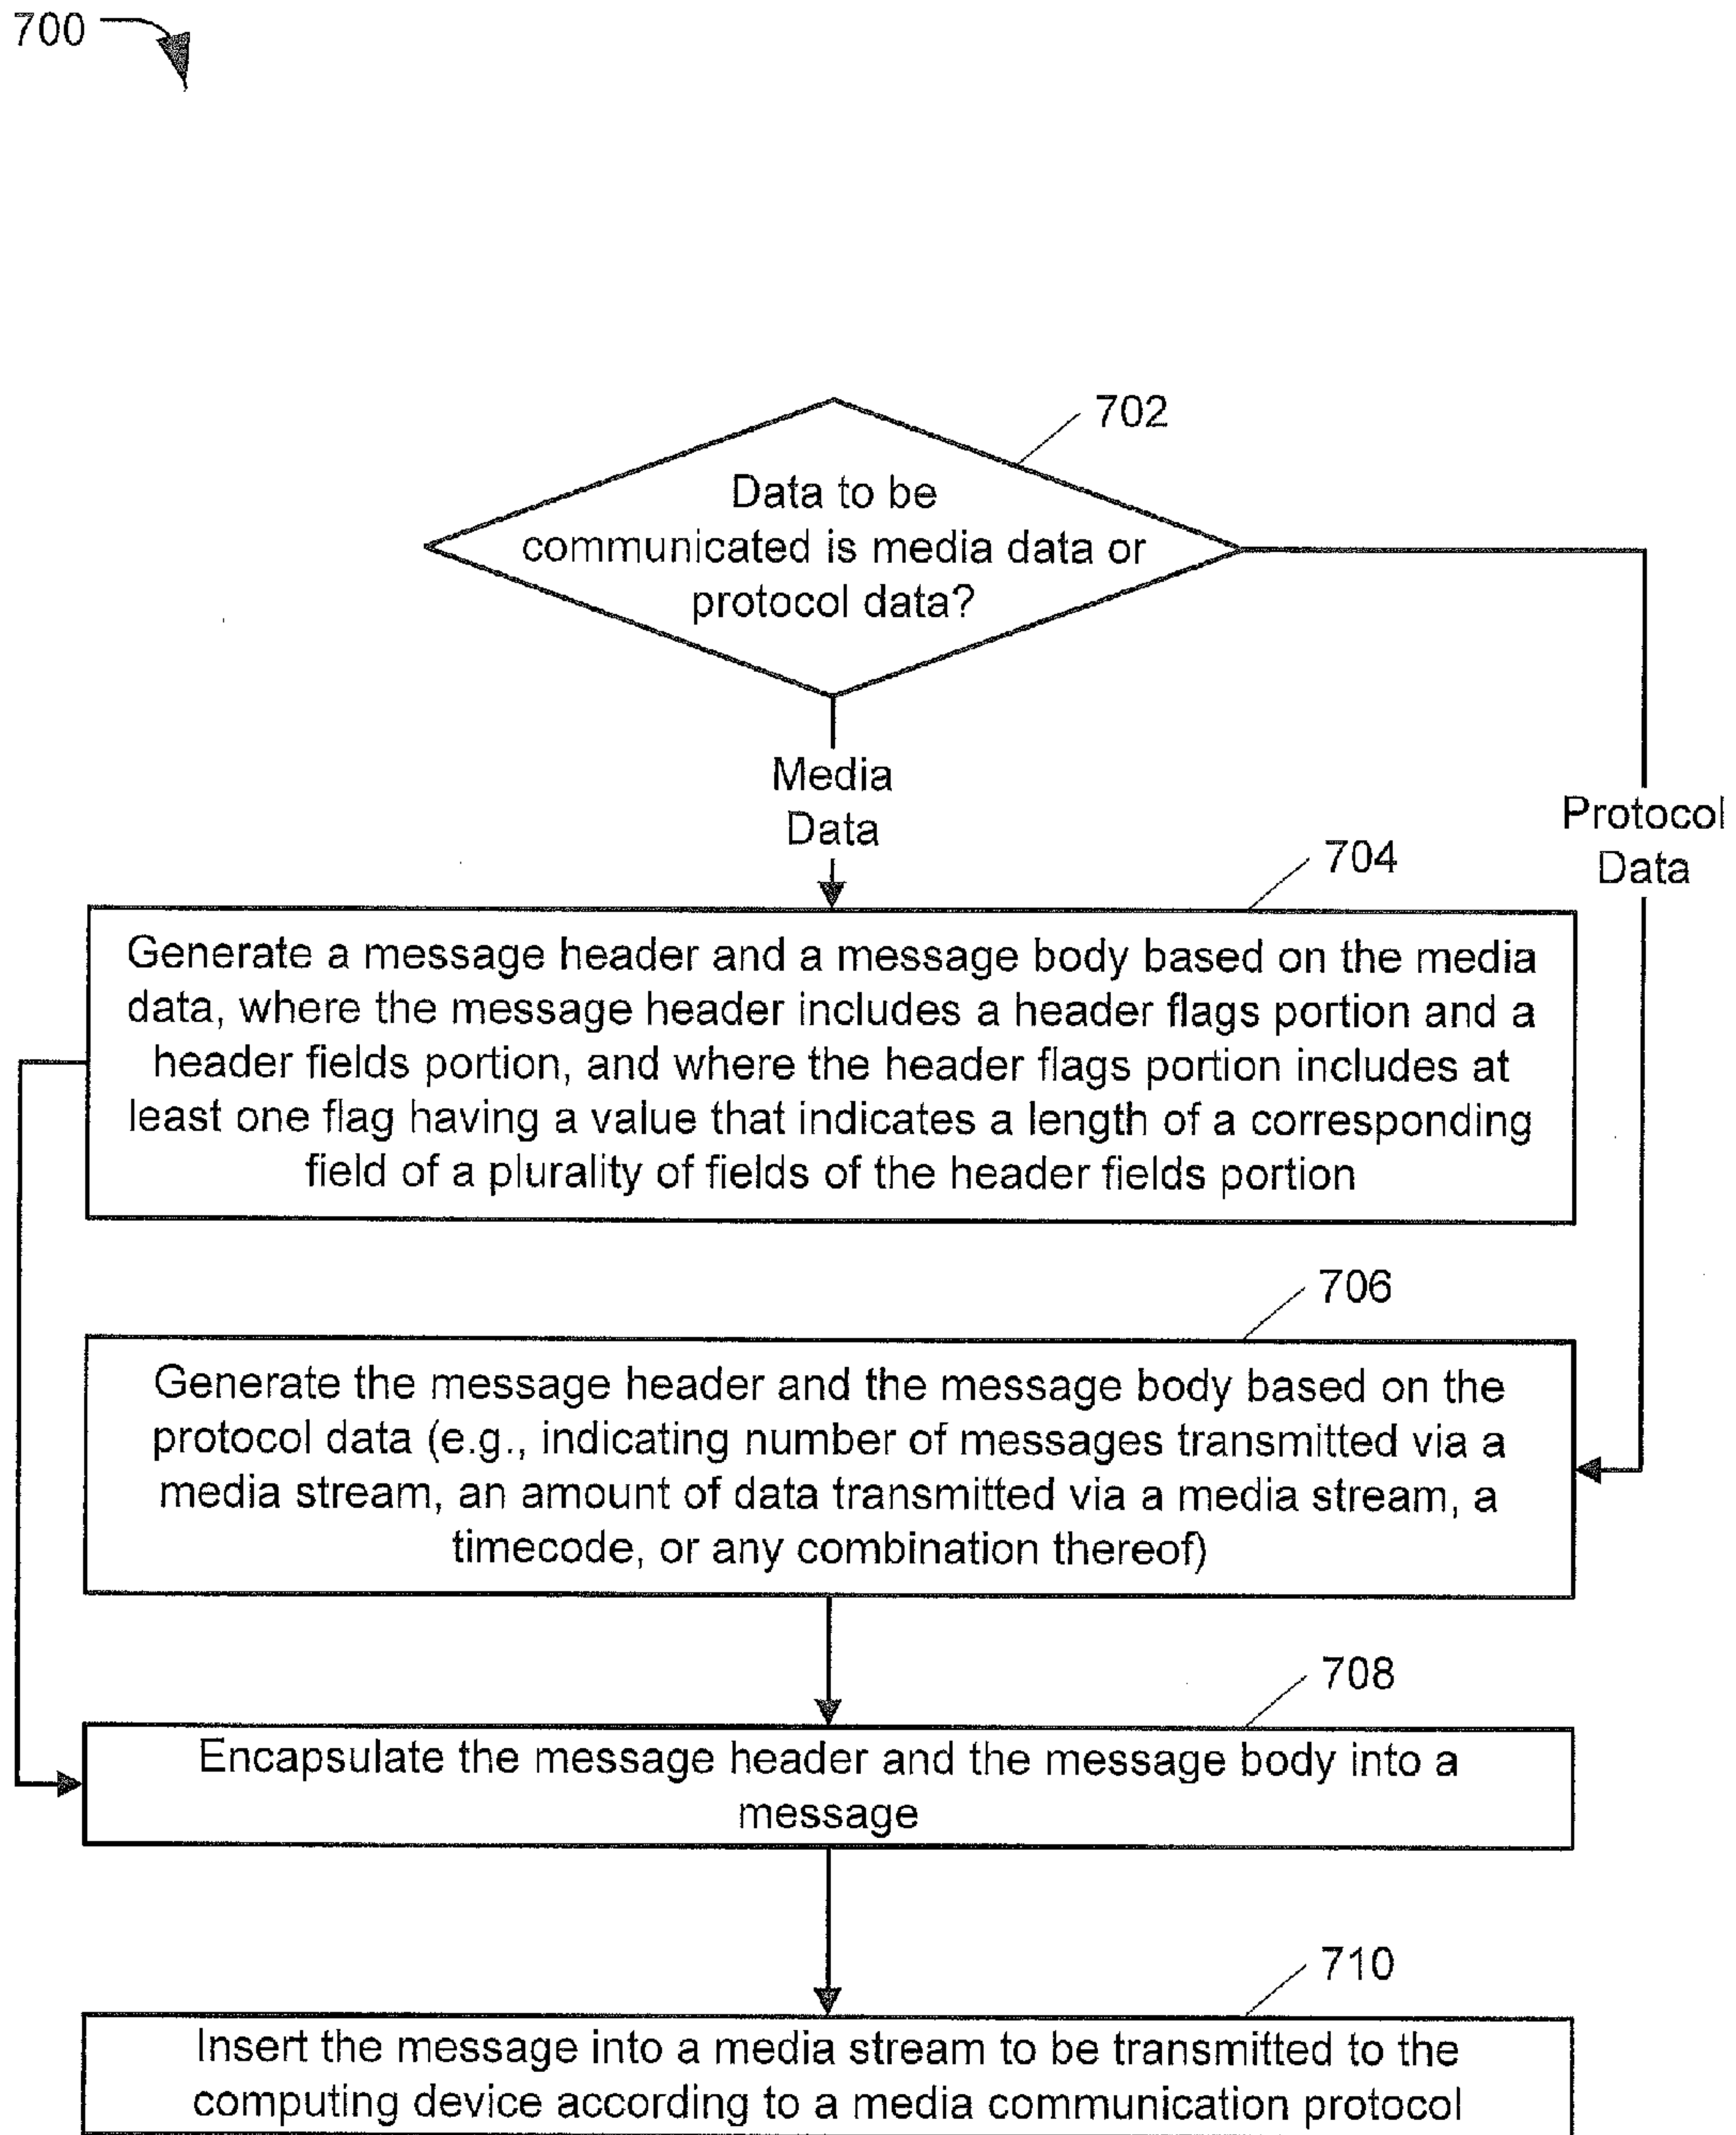 700
702
Data to be
communicated is media data or
protocol data?
Media
Data
Protocol
Data
704
Generate a message header and a message body based on the media
data, where the message header includes a header flags portion and a
header fields portion, and where the header flags portion includes at
least one flag having a value that indicates a length of a corresponding
field of a plurality of fields of the header fields portion
706
Generate the message header and the message body based on the
protocol data (e.g., indicating number of messages transmitted via a
media stream, an amount of data transmitted via a media stream, a
timecode, or any combination thereof)
708
Encapsulate the message header and the message body into a
message
710
Insert the message into a media stream to be transmitted to the
computing device according to a media communication protocol